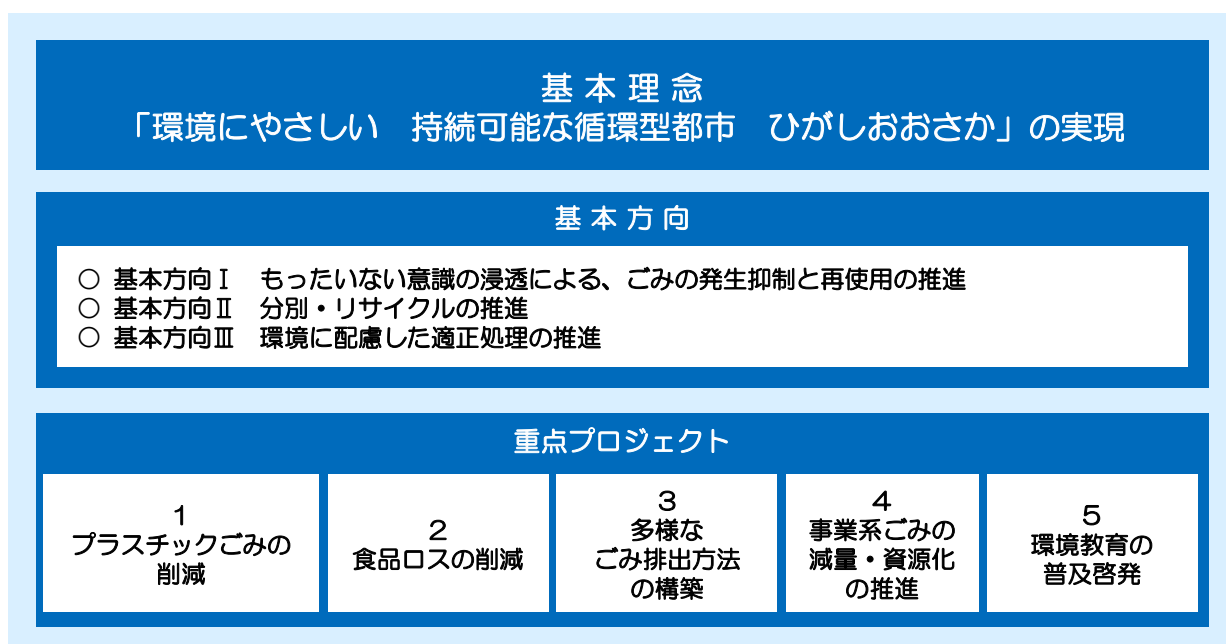 基本理念
「環境にやさしい　持続可能な循環型都市　ひがしおおさか」の実現
基本方向
○ 基本方向Ⅰ　もったいない意識の浸透による、ごみの発生抑制と再使用の推進
○ 基本方向Ⅱ　分別・リサイクルの推進
○ 基本方向Ⅲ　環境に配慮した適正処理の推進
重点プロジェクト
1
プラスチックごみの
削減
2
食品ロスの削減
3
多様な
ごみ排出方法
の構築
4
事業系ごみの
減量・資源化
の推進
5
環境教育の
普及啓発